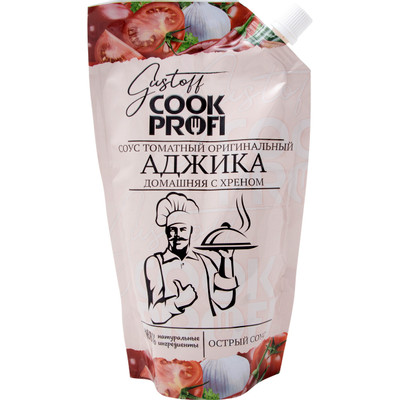 Gustoff
COOK
PROFI
СОУС ТОМАТНЫЙ ОРИГИНАЛЬНЫЙ
АДЖИКА
ДОМАШНЯЯ С ХРЕНОМ
натуральные
ингредиенты
ОСТРЫЙ СОУС